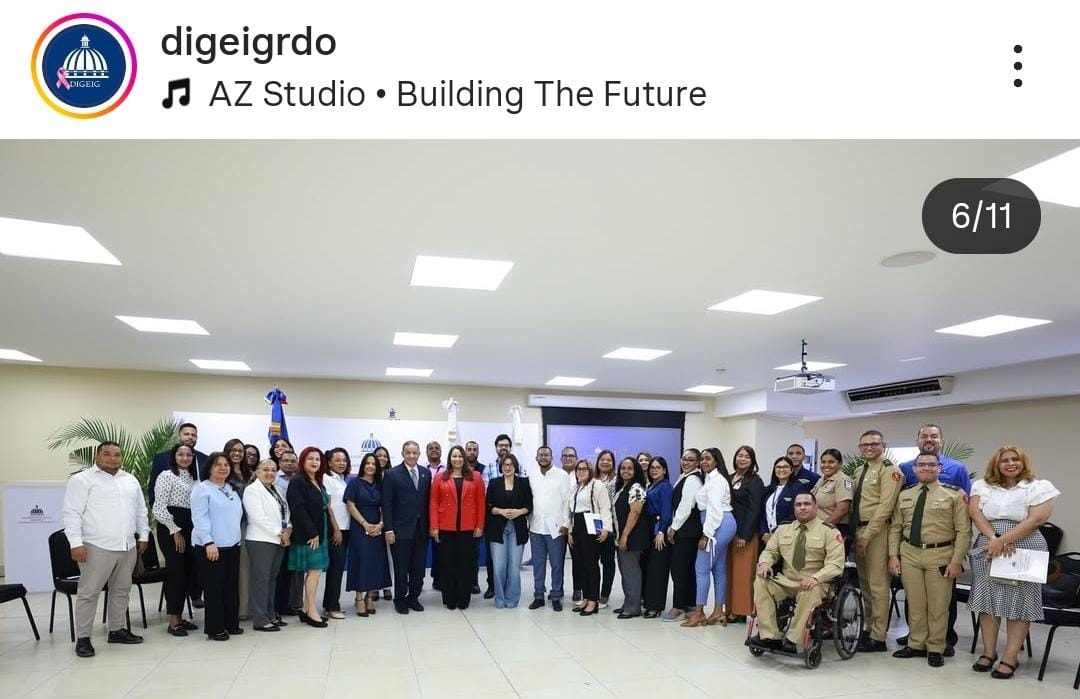 digeigrdo
DIGEIG
AZ Studio • Building The Future
6/11